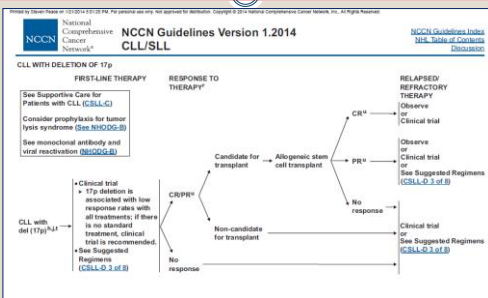 Printed by Steven Pease on 1/21/2014 5:01:20 PM. For personal use only. Not approved for distribution. Copyright © 2014 National Comprehensive Cancer Network, Inc., All Rights Reserved.
NCCN
National
Comprehensive
Cancer
Network®
NCCN Guidelines Version 1.2014
CLL/SLL
NCCN Guidelines Index
NHL Table of Contents
Discussion
CLL WITH DELETION OF 17p
FIRST-LINE THERAPY
See Supportive Care for
Patients with CLL (CSLL-C)
Consider prophylaxis for tumor
lysis syndrome (See NHODG-B)
See monoclonal antibody and
viral reactivation (NHODG-B)
CLL with
del (17p)
• Clinical trial
▸ 17p deletion is
associated with low
response rates with
all treatments; if there
is no standard
treatment, clinical
trial is recommended.
• See Suggested
Regimens
(CSLL-D 3 of 8)
RESPONSE TO
THERAPY
CR/PR
No
response
Candidate for
transplant
Allogeneic stem
cell transplant
Non-candidate
for transplant
CR
PR
No
response
RELAPSED/
REFRACTORY
THERAPY
Observe
or
Clinical trial
Observe
or
Clinical trial
or
See Suggested Regimens
(CSLL-D 3 of 8)
Clinical trial
or
See Suggested Regimens
(CSLL-D 3 of 8)